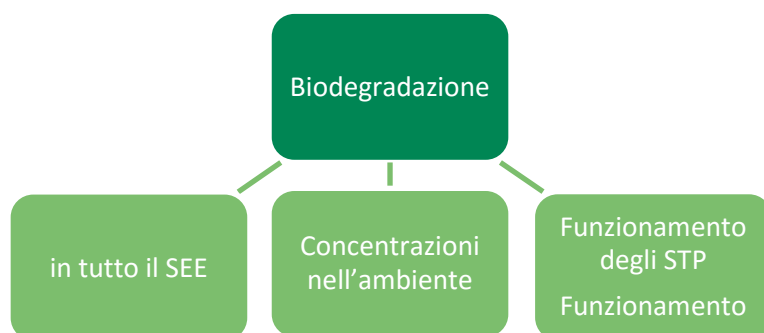 Biodegradazione
in tutto il SEE
Concentrazioni
nell'ambiente
Funzionamento
degli STP
Funzionamento